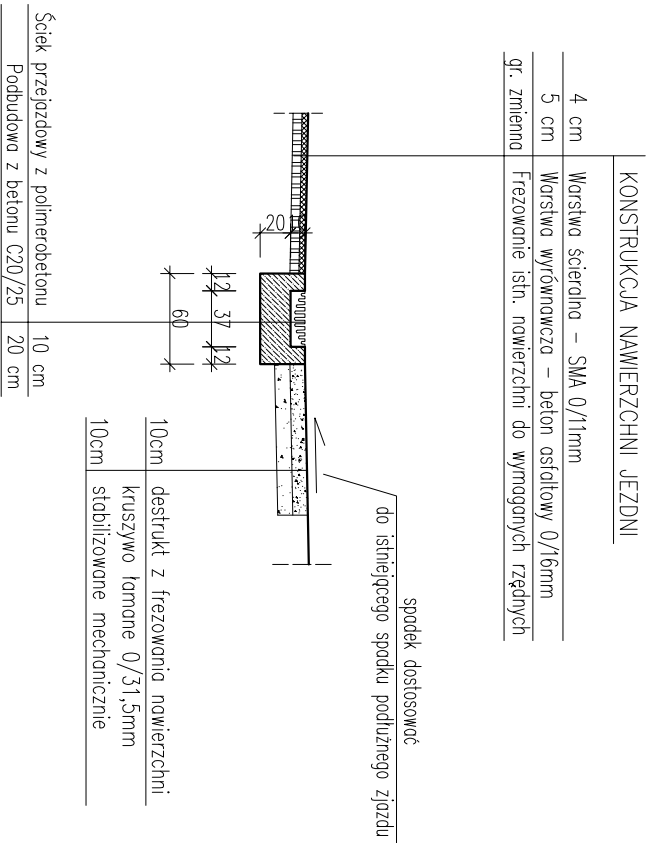 KONSTRUKCJA NAWIERZCHNI JEZDNI
4 cm Warstwa ścieralna – SMA 0/11mm
5 cm Warstwa wyrównawcza – beton asfaltowy 0/16mm
gr. zmienna Frezowanie istn. nawierzchni do wymaganych rzędnych
spadek dostosować
do istniejącego spadku podłużnego zjazdu
20
12 37 12
60
10cm destrukt z frezowania nawierzchni
kruszywo łamane 0/31,5mm
10cm stabilizowane mechanicznie
Ściek przejazdowy z polimerobetonu 10 cm
Podbudowa z betonu C20/25 20 cm